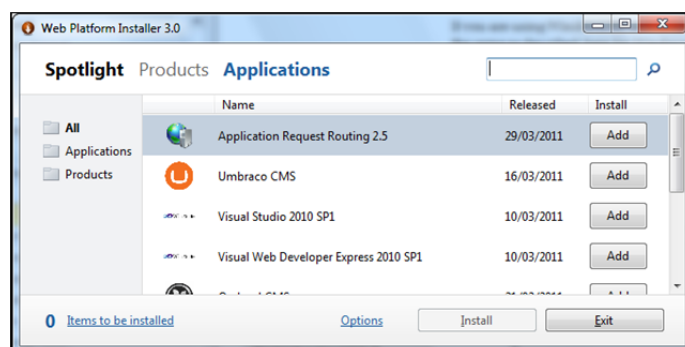 Web Platform Installer 3.0
Spotlight Products Applications
Name Released Install
All
Applications
Products
Application Request Routing 2.5 29/03/2011 Add
Umbraco CMS 16/03/2011 Add
Visual Studio 2010 SP1 10/03/2011 Add
Visual Web Developer Express 2010 SP1 10/03/2011 Add
0 Items to be installed Options Install Exit